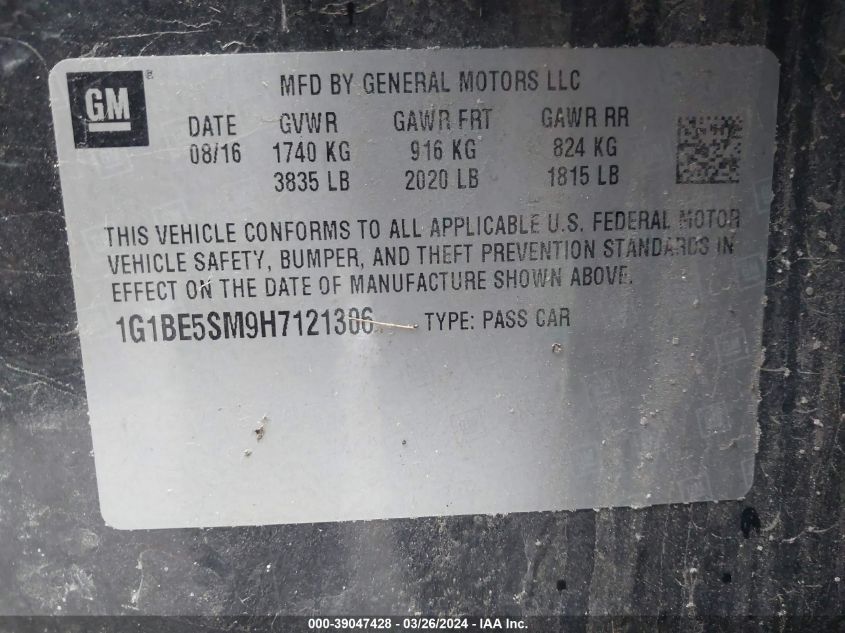 GM ®
MFD BY GENERAL MOTORS LLC
DATE GVWR GAWR FRT GAWR RR
08/16 1740 KG 916 KG 824 KG
3835 LB 2020 LB 1815 LB
THIS VEHICLE CONFORMS TO ALL APPLICABLE U.S. FEDERAL MOTOR
VEHICLE SAFETY, BUMPER, AND THEFT PREVENTION STANDARDS IN
EFFECT ON THE DATE OF MANUFACTURE SHOWN ABOVE.
1G1BE5SM9H7121306 TYPE: PASS CAR
000-39047428 - 03/26/2024 - IAA Inc.